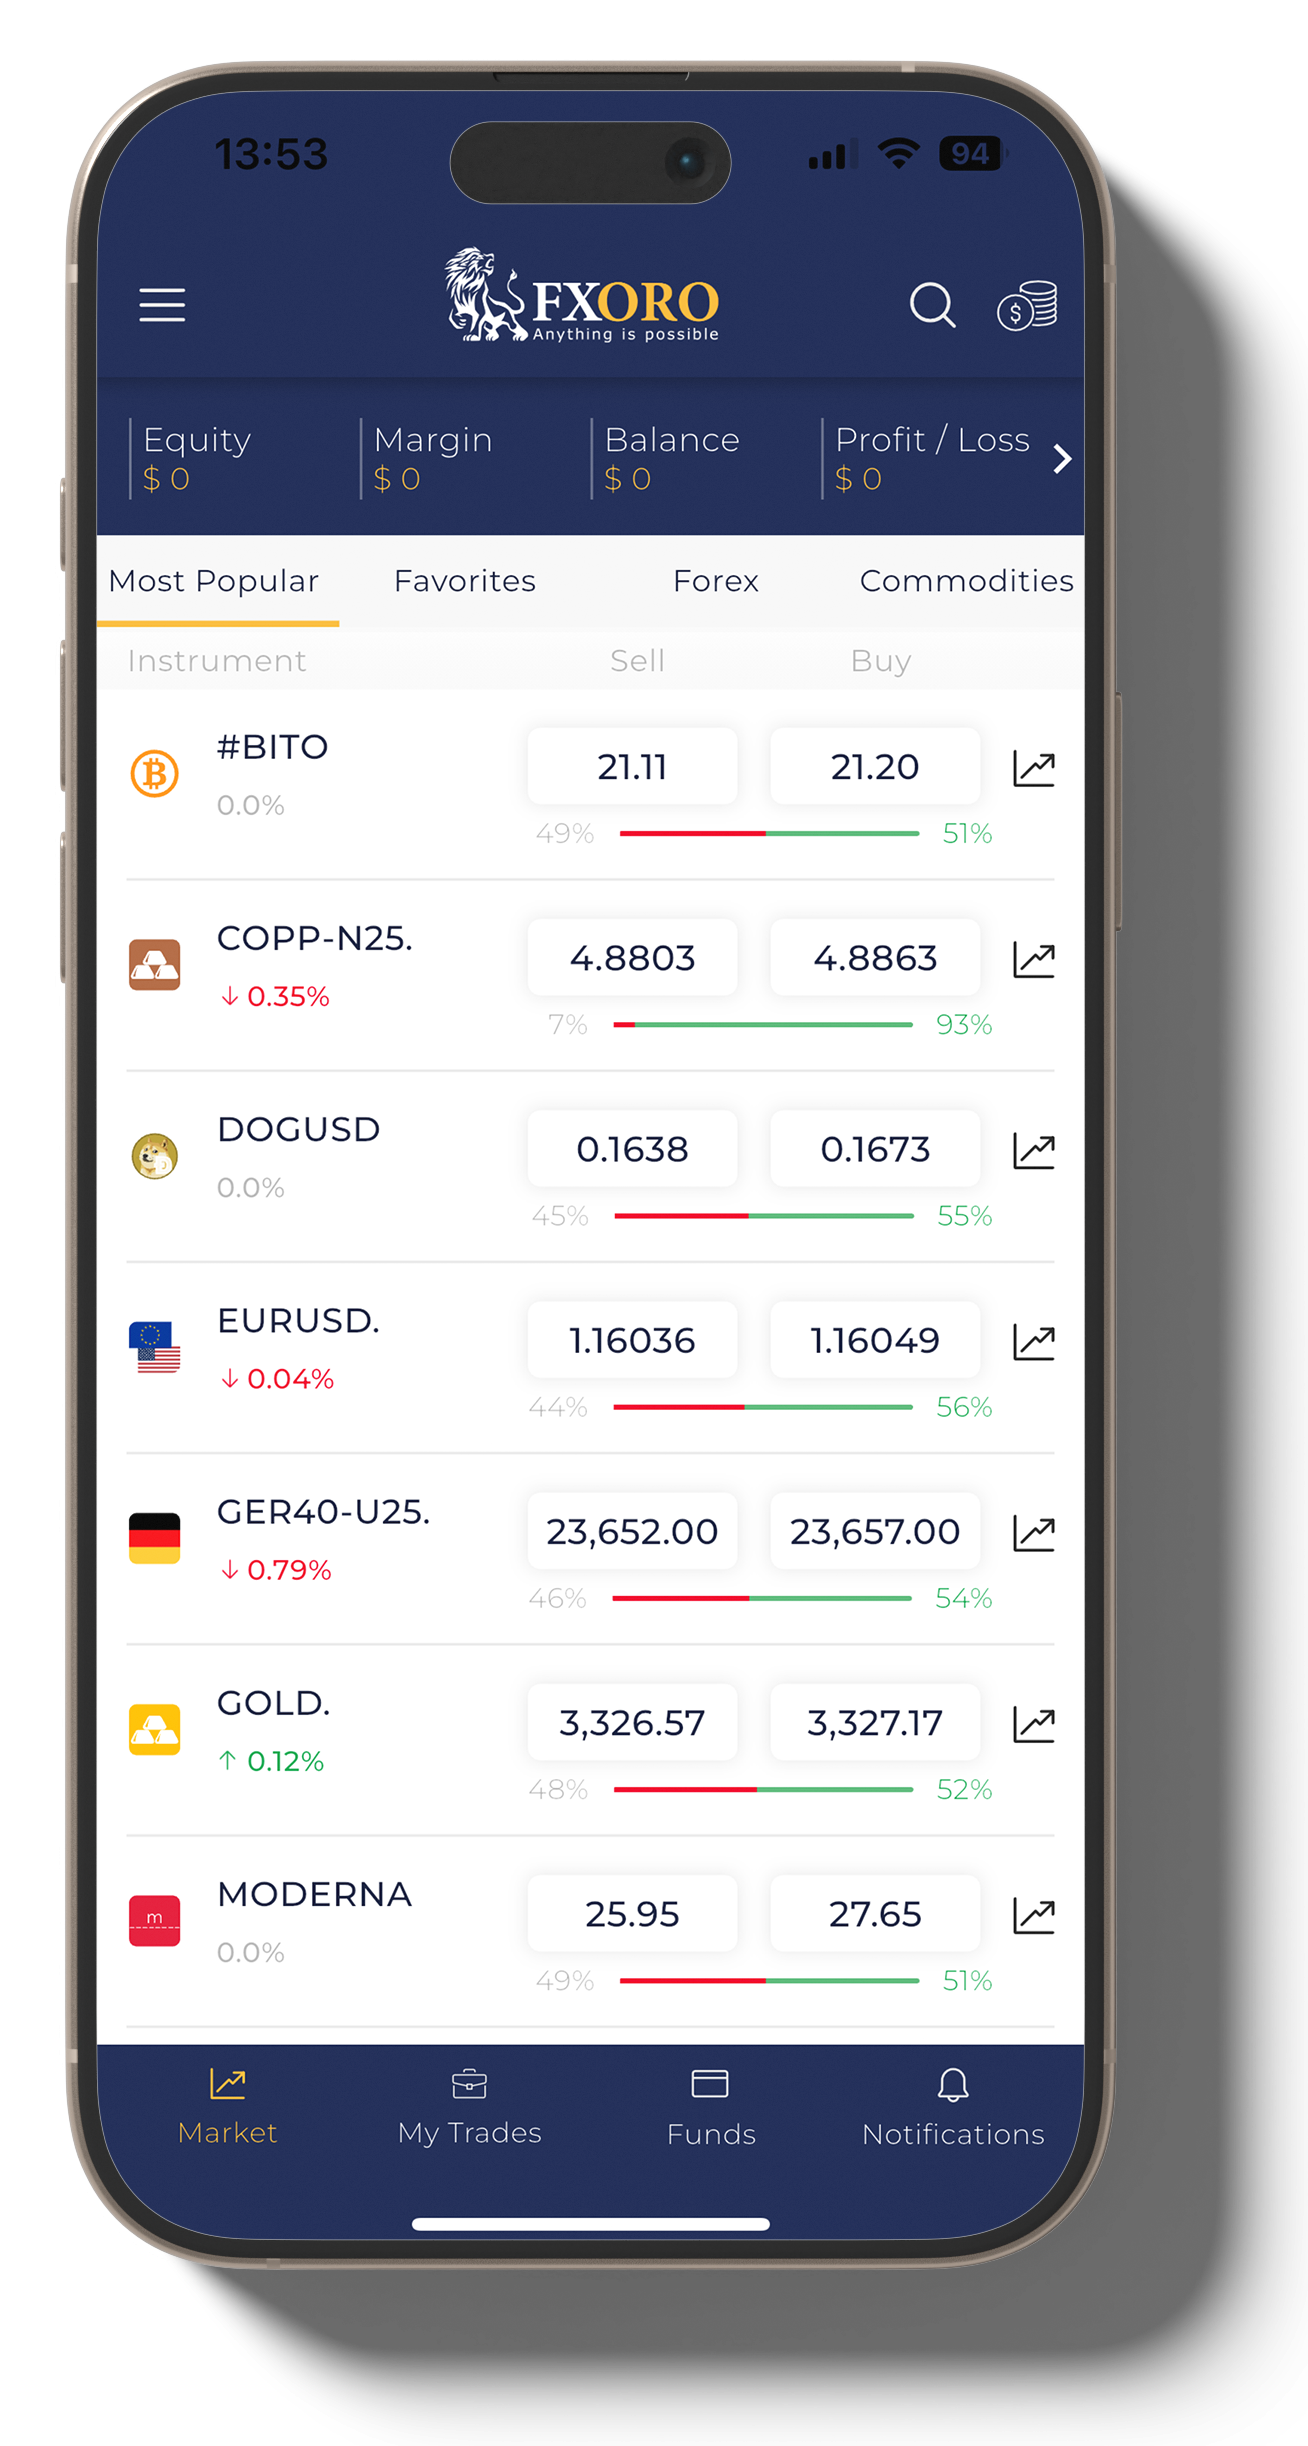 13:53 94
FXORO
Anything is possible
Equity Margin Balance Profit / Loss
$ 0 $ 0 $ 0 $ 0
Most Popular Favorites Forex Commodities
Instrument Sell Buy
#BITO 21.11 21.20
0.0% 49% 51%
COPP-N25. 4.8803 4.8863
↓ 0.35% 7% 93%
DOGUSD 0.1638 0.1673
0.0% 45% 55%
EURUSD. 1.16036 1.16049
↓ 0.04% 44% 56%
GER40-U25. 23,652.00 23,657.00
↓ 0.79% 46% 54%
GOLD. 3,326.57 3,327.17
↑ 0.12% 48% 52%
MODERNA 25.95 27.65
m
0.0% 49% 51%
Market My Trades Funds Notifications